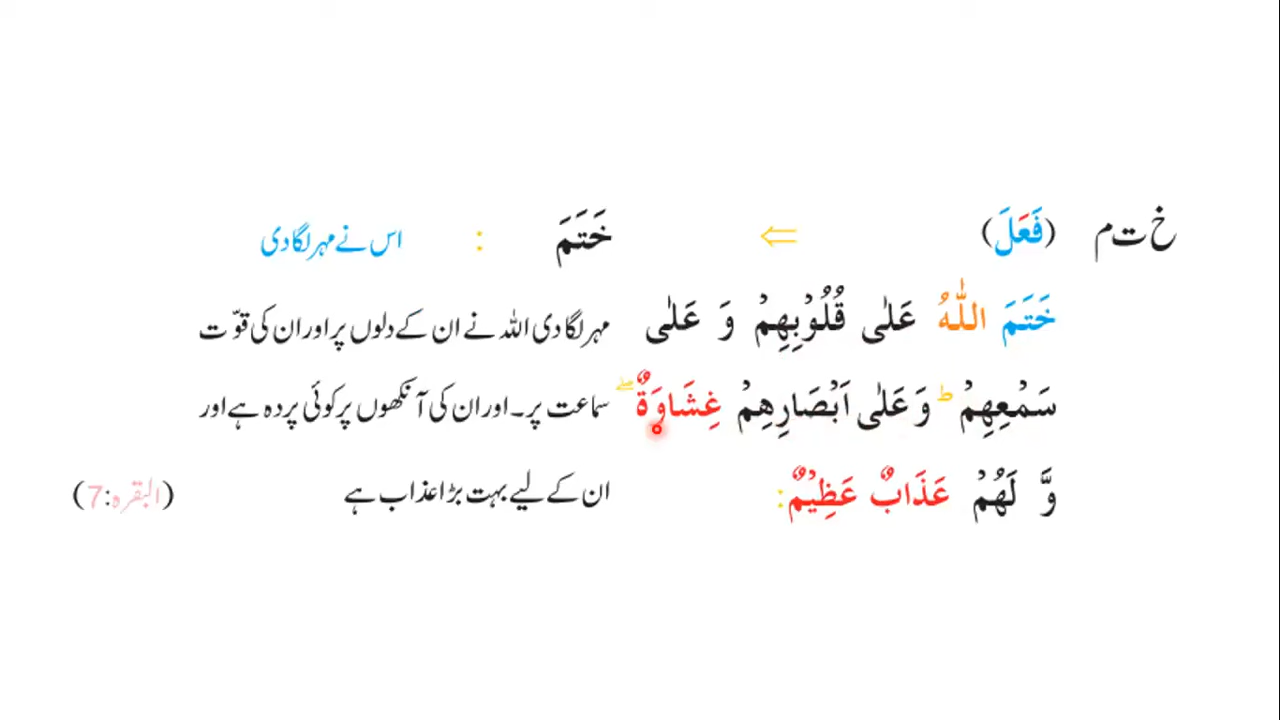 خ ت م (فَعَلَ) ⇐ خَتَمَ : اس نے مہر لگا دی
خَتَمَ اللّٰهُ عَلٰی قُلُوْبِهِمْ وَ عَلٰی مہر لگا دی اللہ نے ان کے دلوں پر اور ان کی قوّت
سَمْعِهِمْ ؕ وَ عَلٰی اَبْصَارِهِمْ غِشَاوَةٌ ۖ سماعت پر۔ اور ان کی آنکھوں پر کوئی پردہ ہے اور
وَّ لَهُمْ عَذَابٌ عَظِیْمٌ: ان کے لیے بہت بڑا عذاب ہے (البقرہ:7)